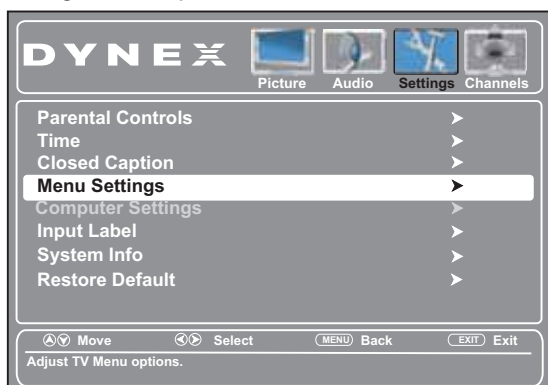 DYNEX
Picture Audio Settings Channels
Parental Controls
Time
Closed Caption
Menu Settings
Computer Settings
Input Label
System Info
Restore Default
Move Select MENU Back EXIT Exit
Adjust TV Menu options.